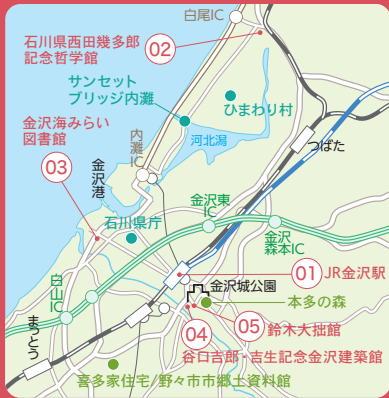 白尾IC
石川県西田幾多郎
記念哲学館
02
サンセット
ブリッジ内灘
ひまわり村
金沢海みらい
図書館
03
内灘IC
河北潟
つばた
金沢港
金沢東
IC
石川県庁
金沢
森本IC
01
JR金沢駅
白山IC
金沢城公園
本多の森
まっとう
04
05
鈴木大拙館
谷口吉郎・吉生記念金沢建築館
喜多家住宅/野々市市郷土資料館